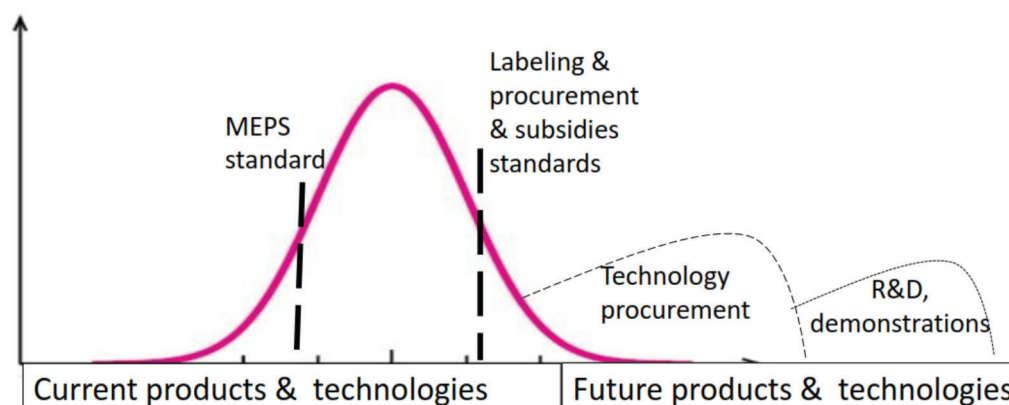 MEPS
standard
Labeling &
procurement
& subsidies
standards
Technology
procurement
R&D,
demonstrations
Current products & technologies
Future products & technologies